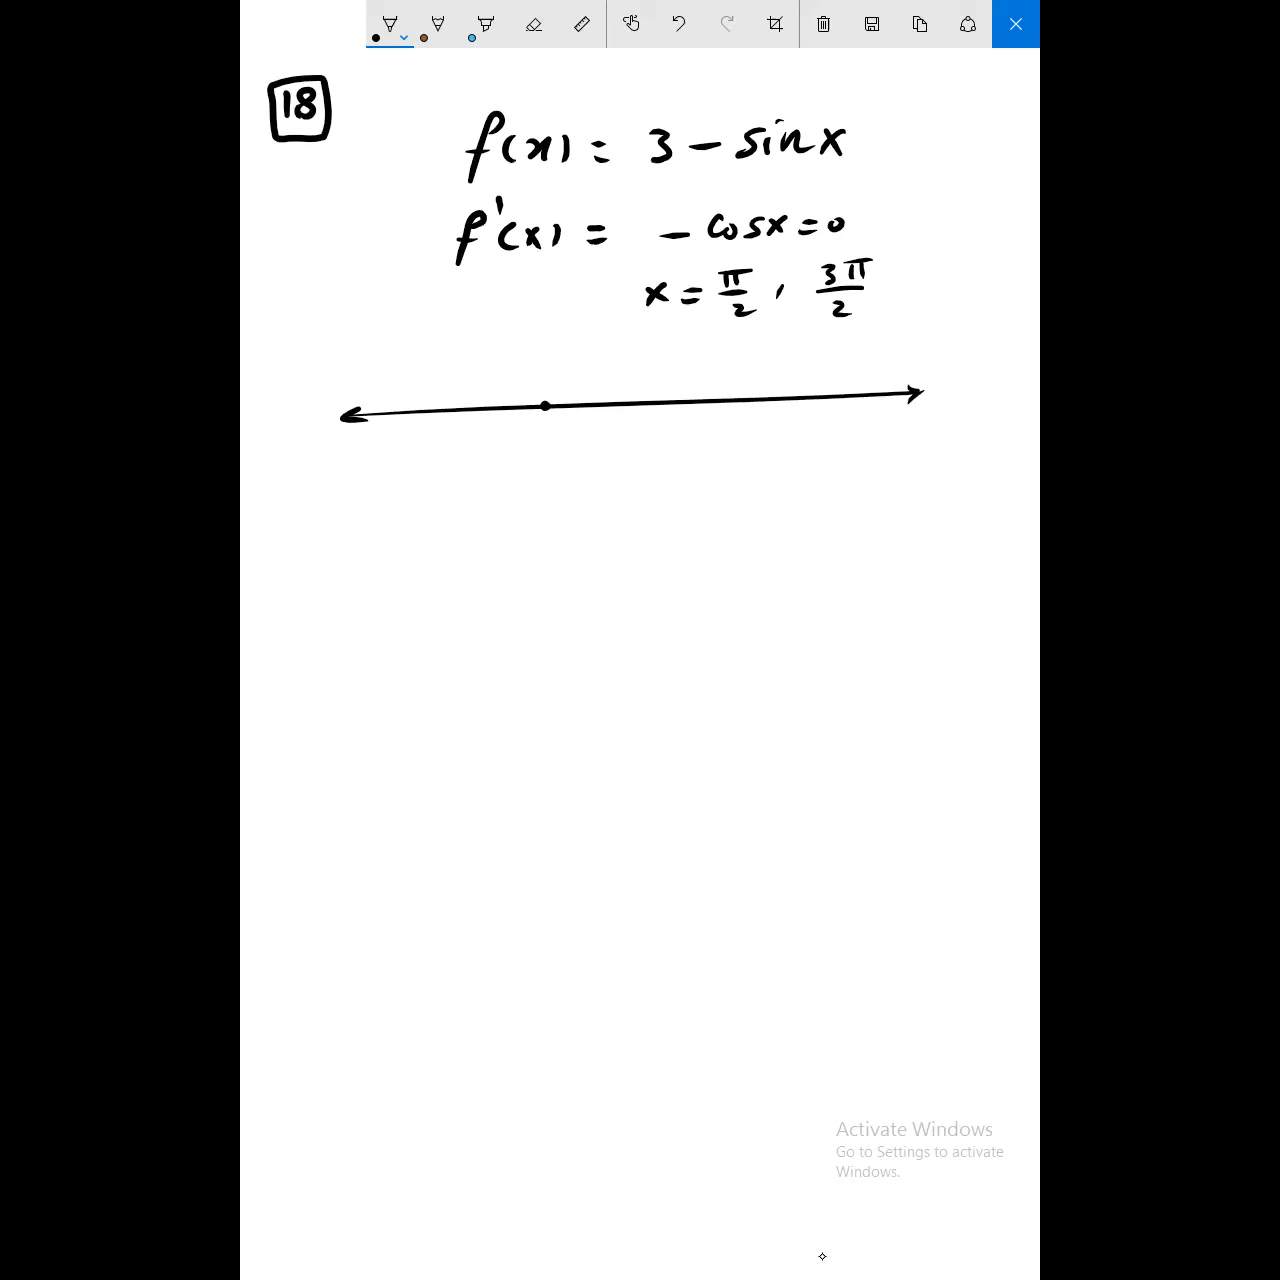 18
f(x) = 3 - sinx
f'(x) = - cosx = 0
x = π/2 , 3π/2
Activate Windows
Go to Settings to activate
Windows.